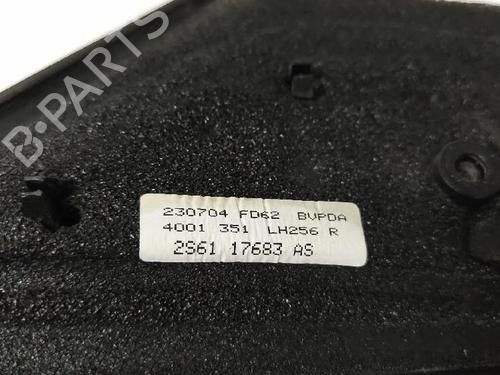 B-PARTS
230704 FD62 BVPDA
4001 351 LH256 R
2S61 17683 AS